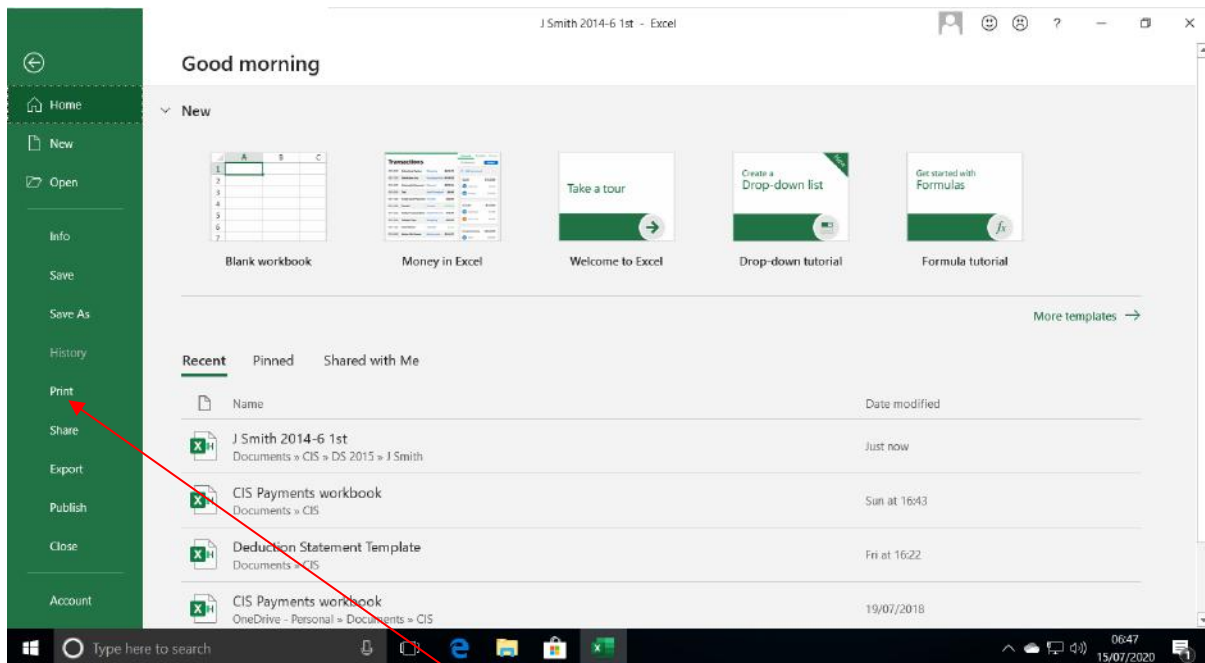 J Smith 2014-6 1st - Excel
?
Good morning
Home
New
New
Open
Info
Save
Save As
History
Print
Share
Export
Publish
Close
Account
A B C
1
2
3
4
5
6
7
Blank workbook
Transactions
Money in Excel
Take a tour
Welcome to Excel
Create a
Drop-down list
New
Drop-down tutorial
Get started with
Formulas
fx
Formula tutorial
More templates
Recent Pinned Shared with Me
Name Date modified
J Smith 2014-6 1st Just now
Documents » CIS » DS 2015 » J Smith
CIS Payments workbook Sun at 16:43
Documents » CIS
Deduction Statement Template Fri at 16:22
Documents » CIS
CIS Payments workbook 19/07/2018
OneDrive - Personal » Documents » CIS
Type here to search
06:47
15/07/2020
1